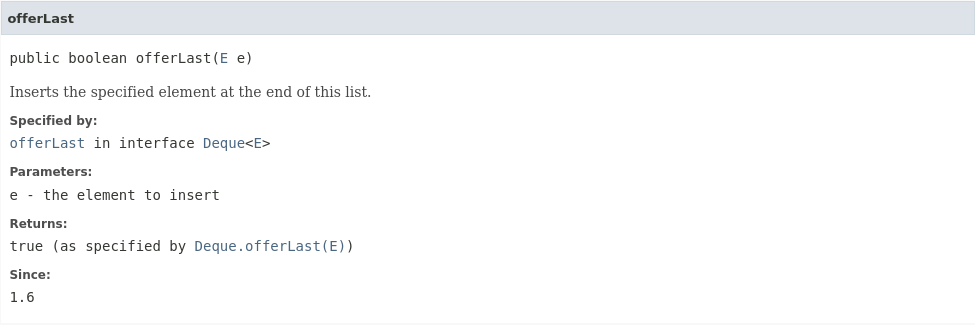 offerLast
public boolean offerLast(E e)
Inserts the specified element at the end of this list.
Specified by:
offerLast in interface Deque<E>
Parameters:
e - the element to insert
Returns:
true (as specified by Deque.offerLast(E))
Since:
1.6